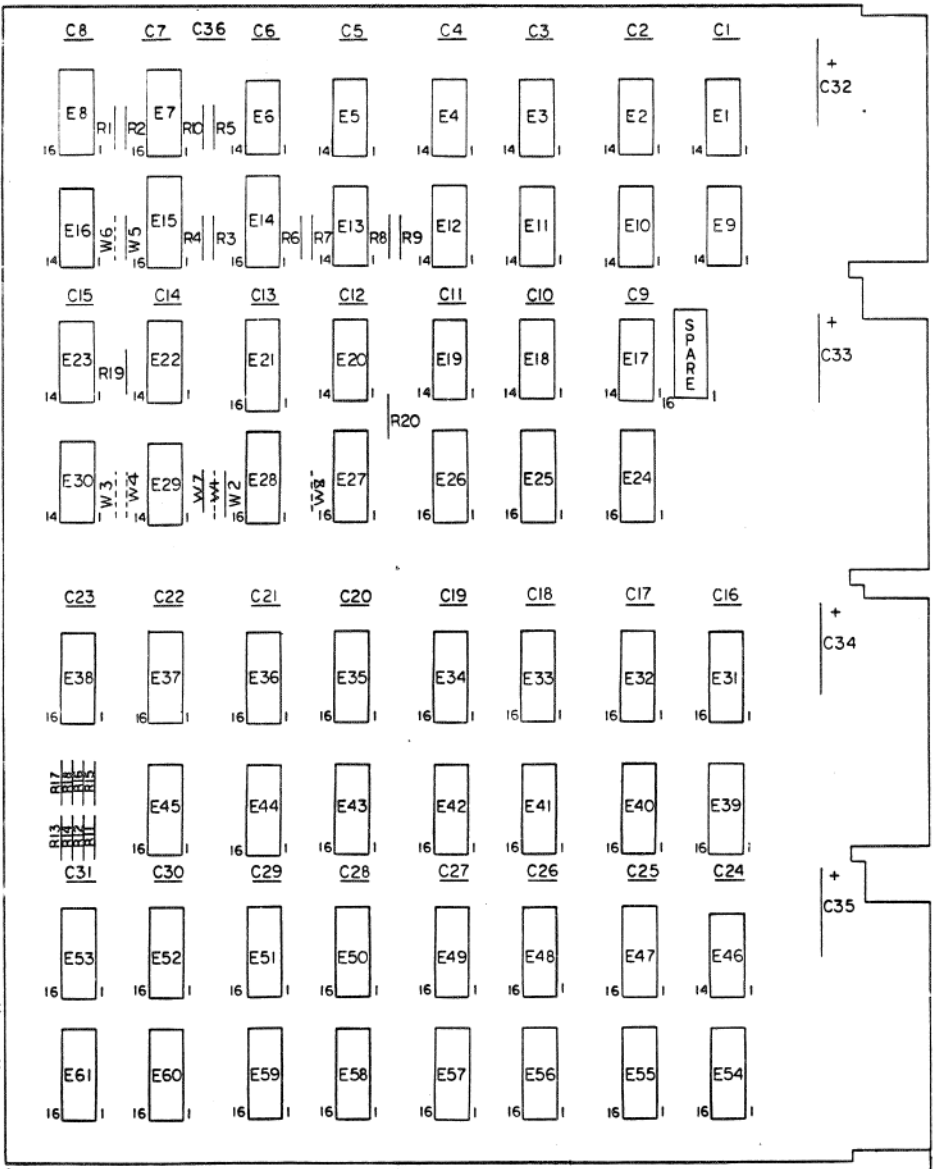 C8 C7 C36 C6 C5 C4 C3 C2 C1
+
C32
E8 R1 R2 E7 R10 R5 E6 E5 E4 E3 E2 E1
16 1 16 1 14 1 14 1 14 1 14 1 14 1 14 1
E16 W6 W5 E15 R4 R3 E14 R6 R7 E13 R8 R9 E12 E11 E10 E9
14 1 16 1 16 1 14 1 14 1 14 1 14 1 14 1
C15 C14 C13 C12 C11 C10 C9
+
C33
E23 R19 E22 E21 E20 E19 E18 E17 SPARE
14 1 14 1 16 1 14 1 14 1 14 1 14 1 16 1
R20
E30 W3 W4 E29 W7 W1 W2 E28 W8 E27 E26 E25 E24
14 1 14 1 16 1 16 1 16 1 16 1 16 1
C23 C22 C21 C20 C19 C18 C17 C16
+
C34
E38 E37 E36 E35 E34 E33 E32 E31
16 1 16 1 16 1 16 1 16 1 16 1 16 1 16 1
R17 R18 R16 R15
E45 E44 E43 E42 E41 E40 E39
R13 R14 R12 R11
16 1 16 1 16 1 16 1 16 1 16 1 16 1
C31 C30 C29 C28 C27 C26 C25 C24
+
C35
E53 E52 E51 E50 E49 E48 E47 E46
16 1 16 1 16 1 16 1 16 1 16 1 16 1 14 1
E61 E60 E59 E58 E57 E56 E55 E54
16 1 16 1 16 1 16 1 16 1 16 1 16 1 16 1